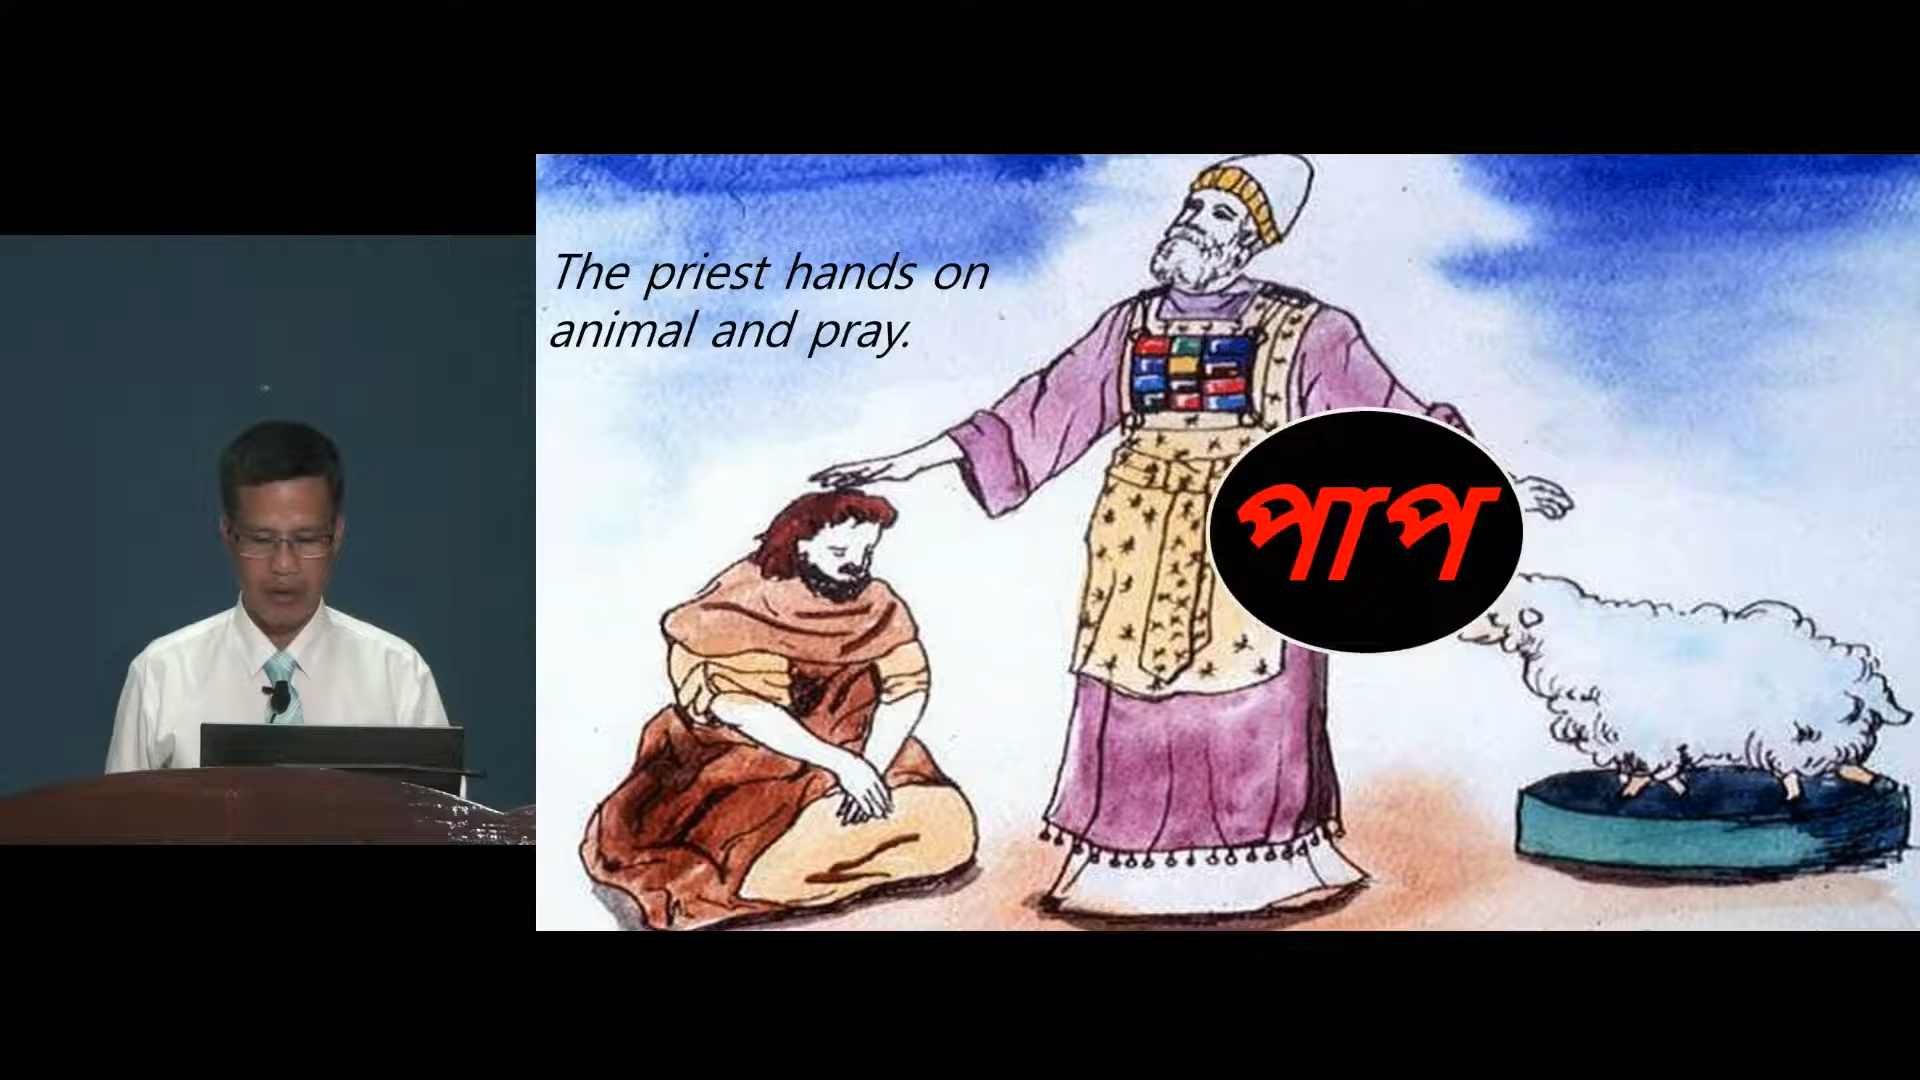 The priest hands on
animal and pray.
পাপ